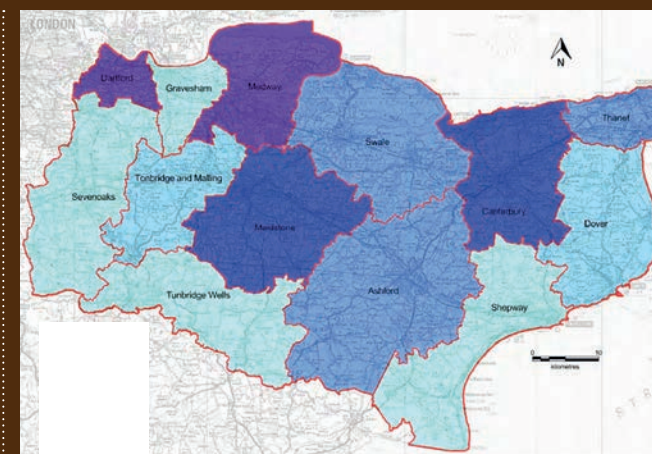 LONDON
N
Dartford
Gravesham
Medway
Swale
Thanet
Sevenoaks
Tonbridge and Malling
Maidstone
Canterbury
Dover
Tunbridge Wells
Ashford
Shepway
0
kilometres